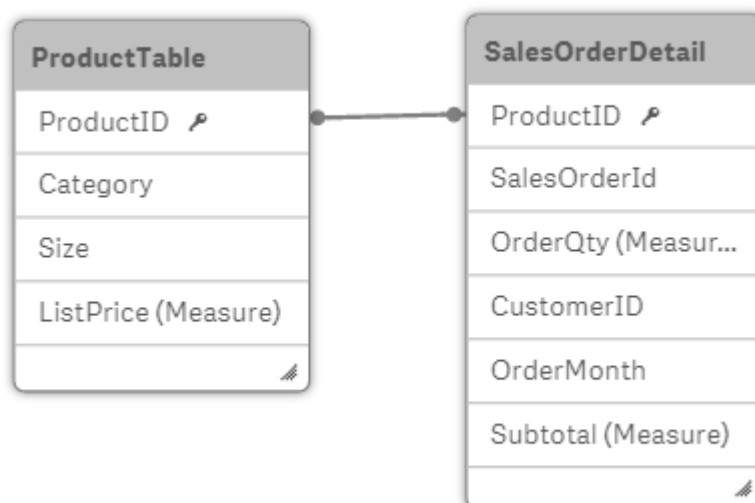 ProductTable
ProductID
Category
Size
ListPrice (Measure)
SalesOrderDetail
ProductID
SalesOrderId
OrderQty (Measur...
CustomerID
OrderMonth
Subtotal (Measure)